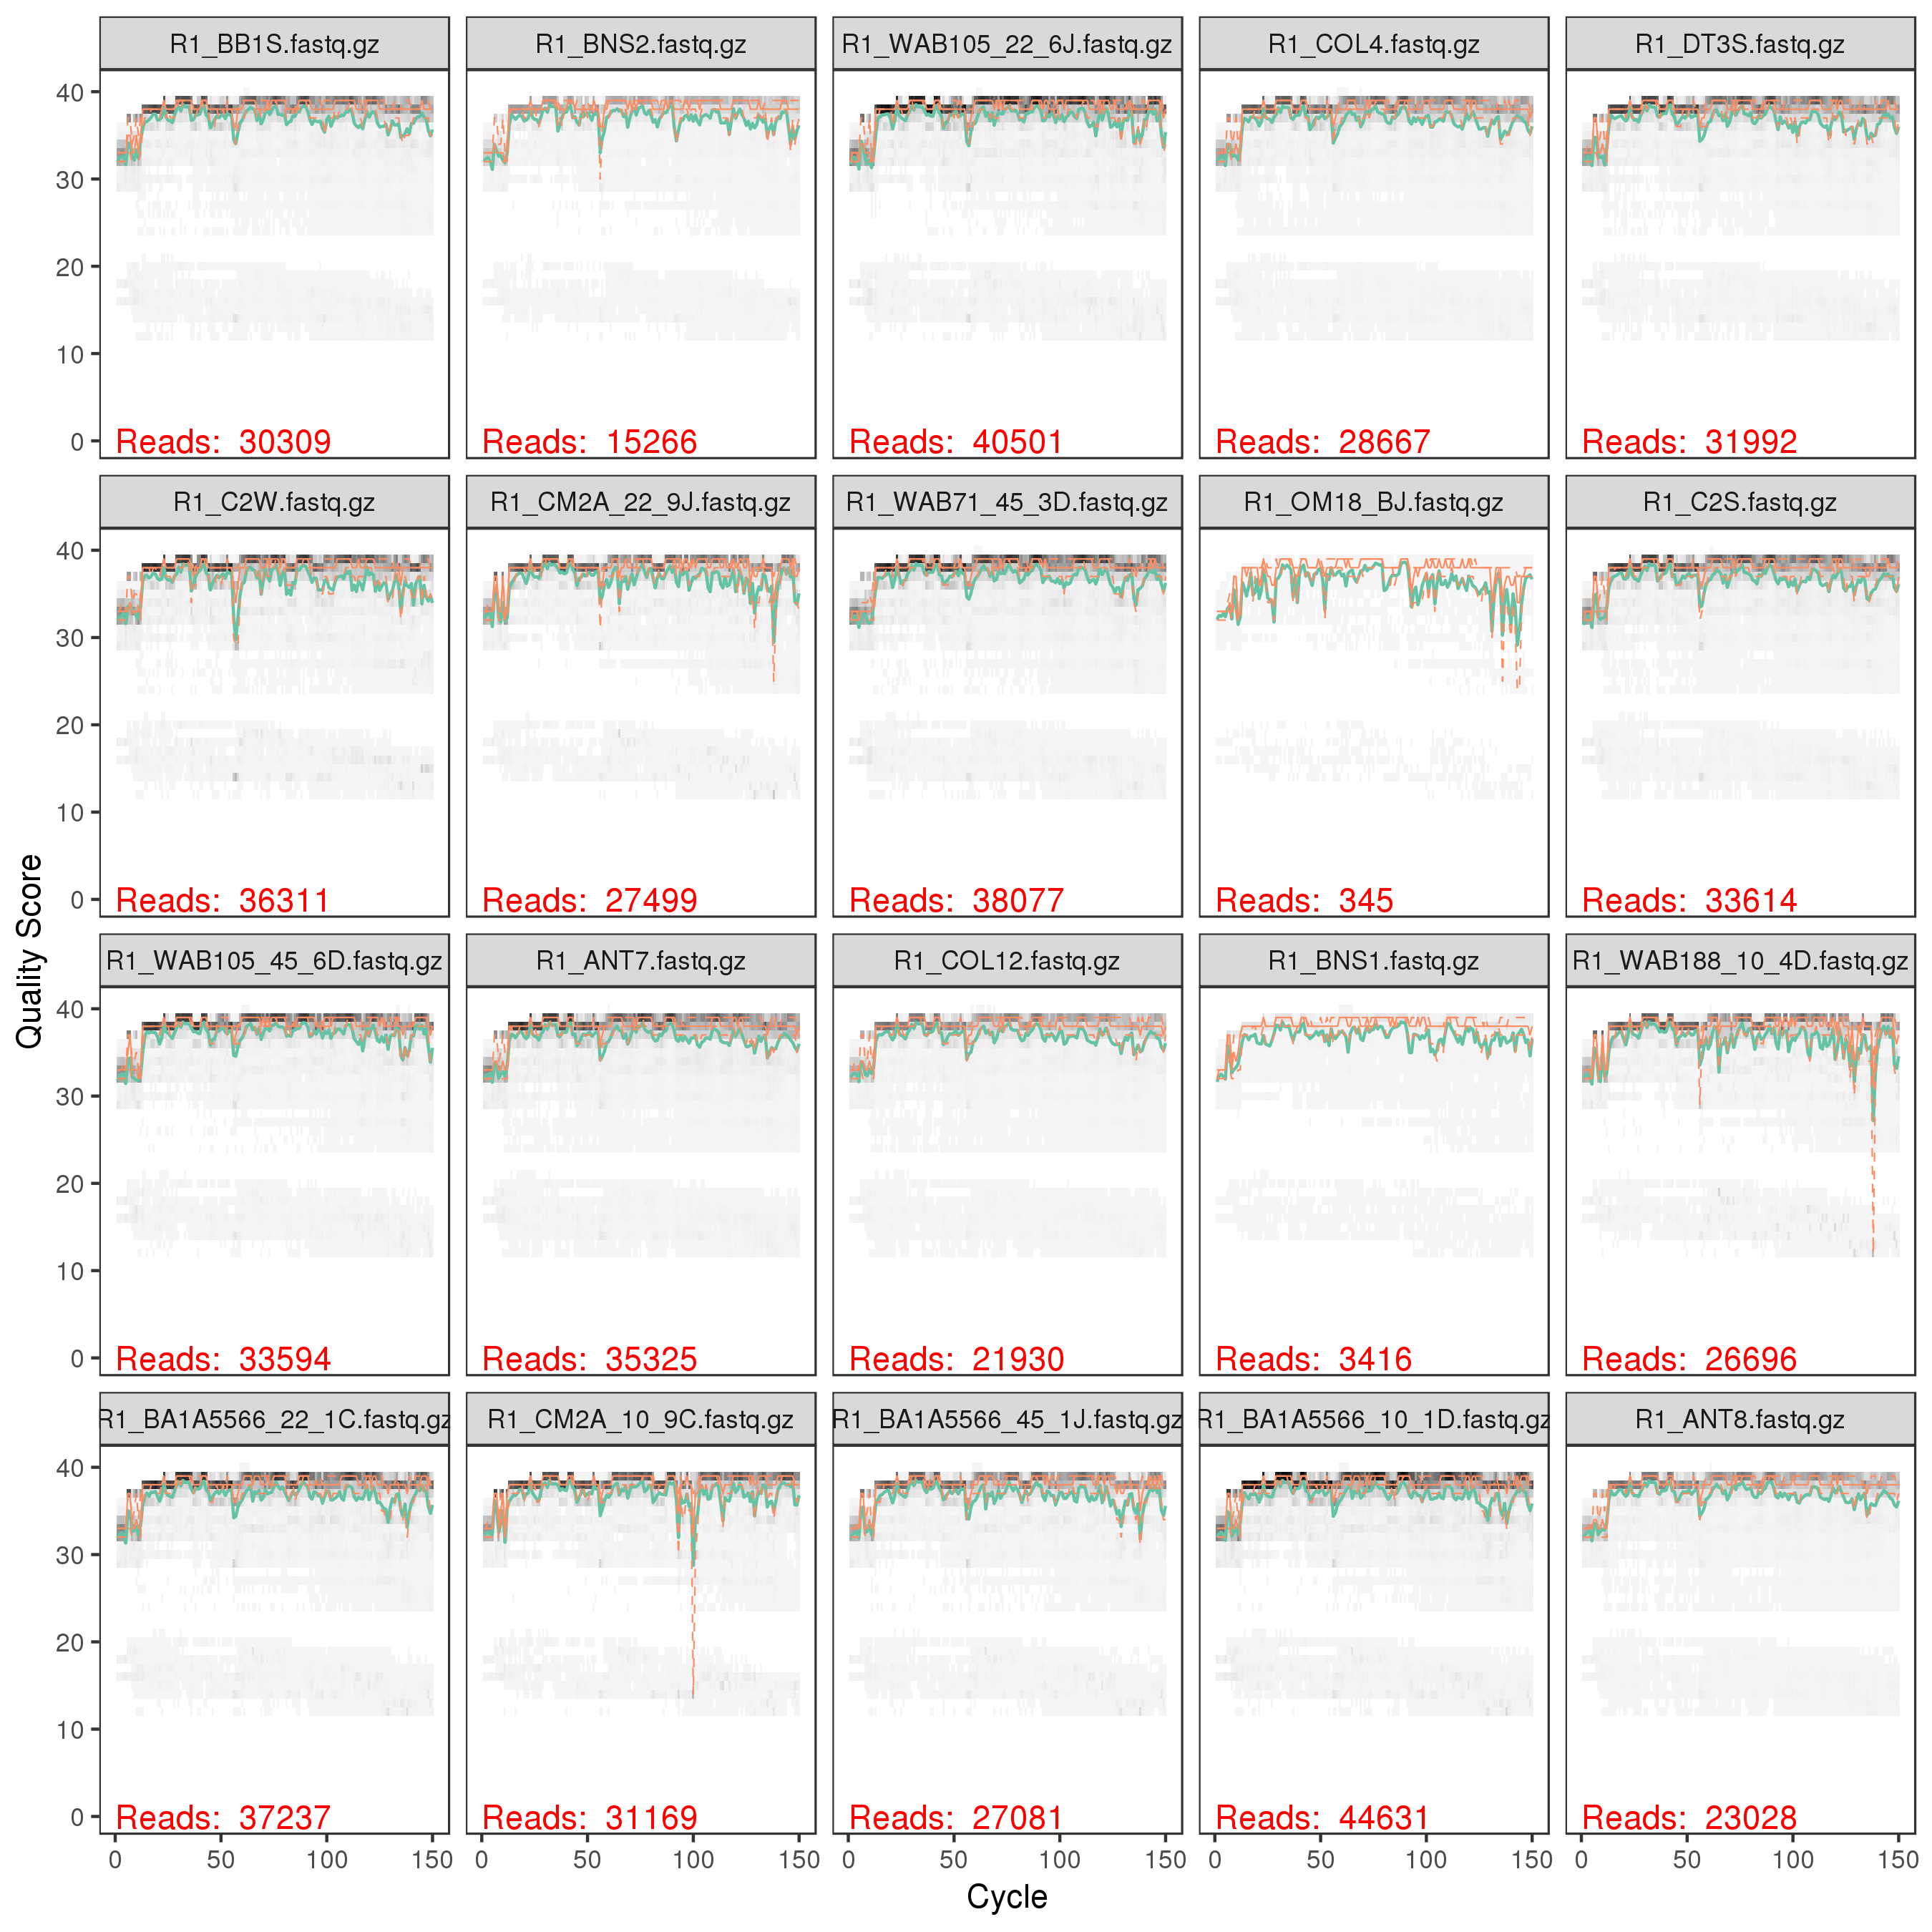 R1_BB1S.fastq.gz R1_BNS2.fastq.gz R1_WAB105_22_6J.fastq.gz R1_COL4.fastq.gz R1_DT3S.fastq.gz
40
30
20
10
0
Reads: 30309 Reads: 15266 Reads: 40501 Reads: 28667 Reads: 31992
R1_C2W.fastq.gz R1_CM2A_22_9J.fastq.gz R1_WAB71_45_3D.fastq.gz R1_OM18_BJ.fastq.gz R1_C2S.fastq.gz
40
30
20
10
0
Reads: 36311 Reads: 27499 Reads: 38077 Reads: 345 Reads: 33614
Quality Score
R1_WAB105_45_6D.fastq.gz R1_ANT7.fastq.gz R1_COL12.fastq.gz R1_BNS1.fastq.gz R1_WAB188_10_4D.fastq.gz
40
30
20
10
0
Reads: 33594 Reads: 35325 Reads: 21930 Reads: 3416 Reads: 26696
R1_BA1A5566_22_1C.fastq.gz R1_CM2A_10_9C.fastq.gz R1_BA1A5566_45_1J.fastq.gz R1_BA1A5566_10_1D.fastq.gz R1_ANT8.fastq.gz
40
30
20
10
0
Reads: 37237 Reads: 31169 Reads: 27081 Reads: 44631 Reads: 23028
0 50 100 150 0 50 100 150 0 50 100 150 0 50 100 150 0 50 100 150
Cycle